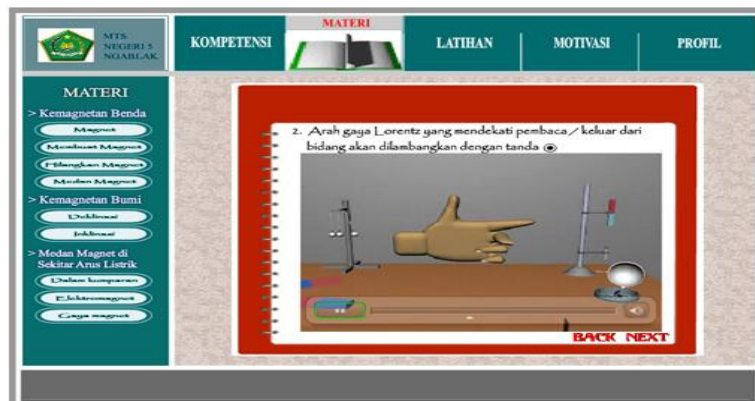 MTS
NEGERI 5
NGABLAK
KOMPETENSI
MATERI
LATIHAN
MOTIVASI
PROFIL
MATERI
> Kemagnetan Benda
Magnet
Membuat Magnet
Hilangkan Magnet
Medan Magnet
> Kemagnetan Bumi
Deklinasi
Inklinasi
> Medan Magnet di
Sekitar Arus Listrik
Dalam kumparan
Elektromagnet
Gaya magnet
2. Arah gaya Lorentz yang mendekati pembaca / keluar dari
bidang akan dilambangkan dengan tanda
BACK NEXT